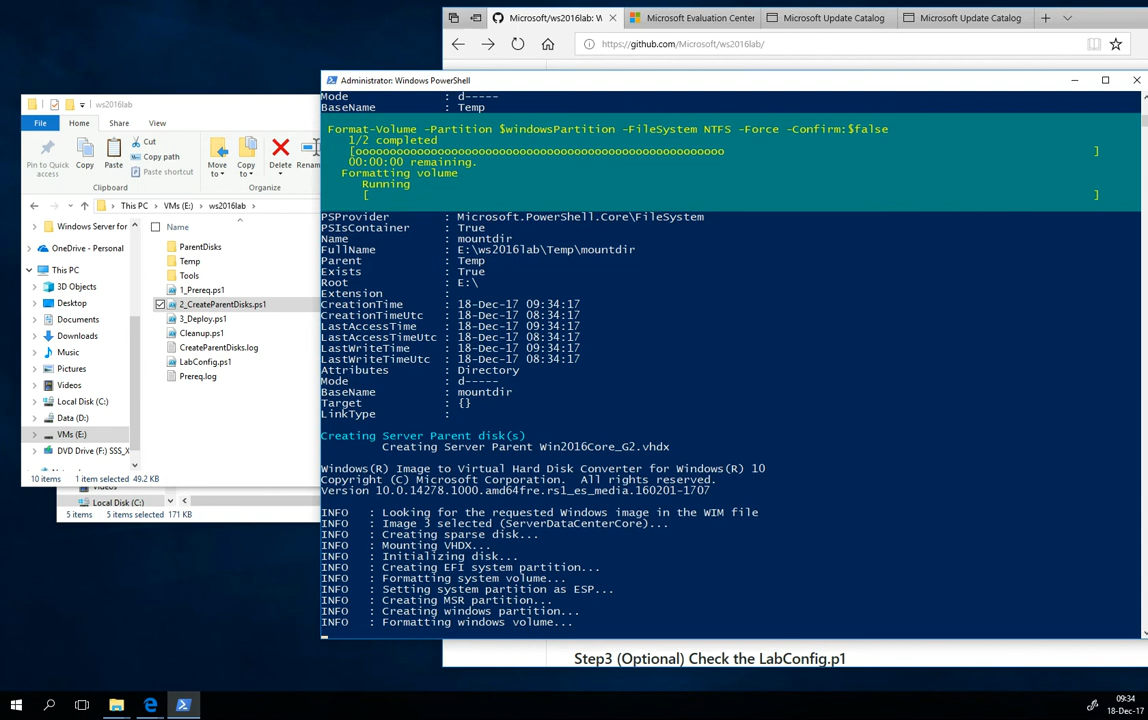 Microsoft/ws2016lab: W
Microsoft Evaluation Center
Microsoft Update Catalog
Microsoft Update Catalog
https://github.com/Microsoft/ws2016lab/
ws2016lab
File
Home
Share
View
Pin to Quick
access
Copy
Paste
Cut
Copy path
Paste shortcut
Clipboard
Move
to
Copy
to
Delete
Renam
Organize
This PC
VMs (E:)
ws2016lab
Windows Server for
OneDrive - Personal
This PC
3D Objects
Desktop
Documents
Downloads
Music
Pictures
Videos
Local Disk (C:)
Data (D:)
VMs (E:)
DVD Drive (F:) SSS_X
Name
ParentDisks
Temp
Tools
1_Prereq.ps1
2_CreateParentDisks.ps1
3_Deploy.ps1
Cleanup.ps1
CreateParentDisks.log
LabConfig.ps1
Prereq.log
10 items
1 item selected 49.2 KB
Videos
Local Disk (C:)
5 items
5 items selected 171 KB
Administrator: Windows PowerShell
Mode : d-----
BaseName : Temp
Format-Volume -Partition $windowsPartition -FileSystem NTFS -Force -Confirm:$false
1/2 completed
[oooooooooooooooooooooooooooooooooooooooooooooooo ]
00:00:00 remaining.
Formatting volume
Running
[ ]
PSProvider : Microsoft.PowerShell.Core\FileSystem
PSIsContainer : True
Name : mountdir
FullName : E:\ws2016lab\Temp\mountdir
Parent : Temp
Exists : True
Root : E:\
Extension :
CreationTime : 18-Dec-17 09:34:17
CreationTimeUtc : 18-Dec-17 08:34:17
LastAccessTime : 18-Dec-17 09:34:17
LastAccessTimeUtc : 18-Dec-17 08:34:17
LastWriteTime : 18-Dec-17 09:34:17
LastWriteTimeUtc : 18-Dec-17 08:34:17
Attributes : Directory
Mode : d-----
BaseName : mountdir
Target : {}
LinkType :
Creating Server Parent disk(s)
Creating Server Parent Win2016Core_G2.vhdx
Windows(R) Image to Virtual Hard Disk Converter for Windows(R) 10
Copyright (C) Microsoft Corporation. All rights reserved.
Version 10.0.14278.1000.amd64fre.rs1_es_media.160201-1707
INFO : Looking for the requested Windows image in the WIM file
INFO : Image 3 selected (ServerDataCenterCore)...
INFO : Creating sparse disk...
INFO : Mounting VHDX...
INFO : Initializing disk...
INFO : Creating EFI system partition...
INFO : Formatting system volume...
INFO : Setting system partition as ESP...
INFO : Creating MSR partition...
INFO : Creating windows partition...
INFO : Formatting windows volume...
Step3 (Optional) Check the LabConfig.p1
09:34
18-Dec-17